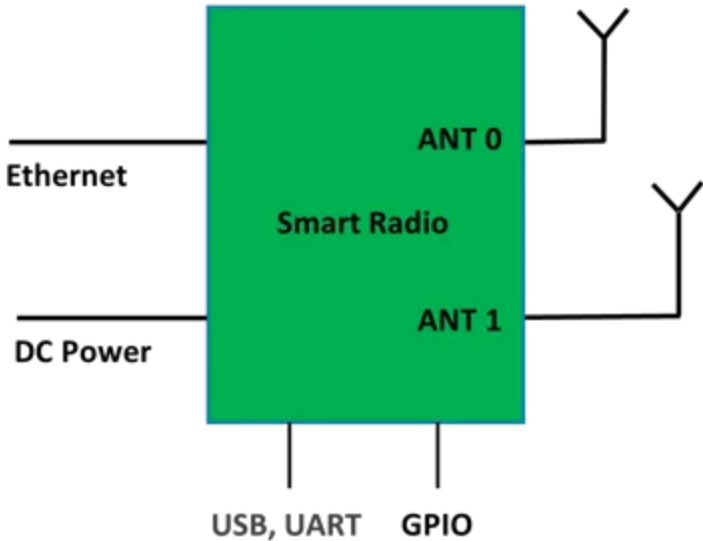 ANT 0
Ethernet
Smart Radio
ANT 1
DC Power
USB, UART GPIO